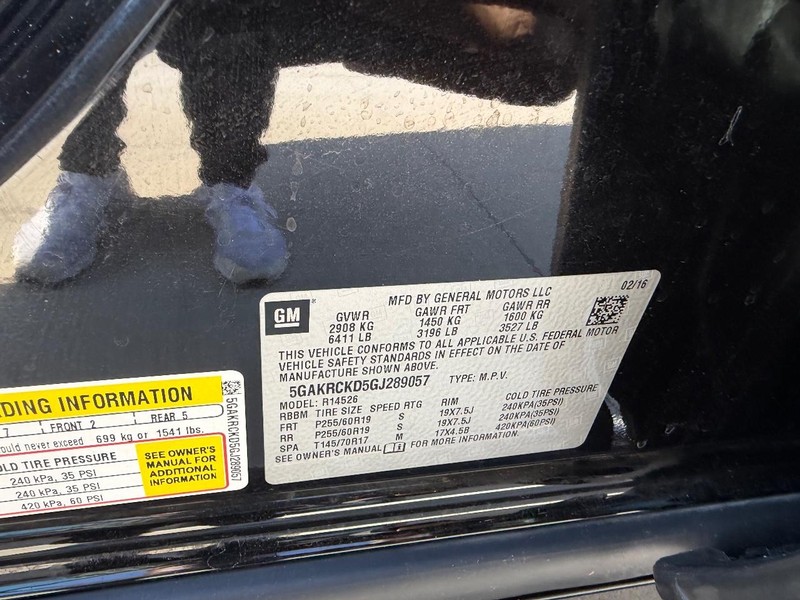 GM
MFD BY GENERAL MOTORS LLC 02/16
GVWR GAWR FRT GAWR RR
2908 KG 1450 KG 1600 KG
6411 LB 3196 LB 3527 LB
THIS VEHICLE CONFORMS TO ALL APPLICABLE U.S. FEDERAL MOTOR
VEHICLE SAFETY STANDARDS IN EFFECT ON THE DATE OF
MANUFACTURE SHOWN ABOVE.
5GAKRCKD5GJ289057 TYPE: M.P.V.
MODEL: R14526
RBBM TIRE SIZE SPEED RTG RIM COLD TIRE PRESSURE
FRT P255/60R19 S 19X7.5J 240KPA(35PSI)
RR P255/60R19 S 19X7.5J 240KPA(35PSI)
SPA T145/70R17 M 17X4.5B 420KPA(60PSI)
SEE OWNER'S MANUAL i FOR MORE INFORMATION.
DING INFORMATION
7 FRONT 2 REAR 5
ould never exceed 699 kg or 1541 lbs.
OLD TIRE PRESSURE
240 kPa, 35 PSI
240 kPa, 35 PSI
420 kPa, 60 PSI
SEE OWNER'S
MANUAL FOR
ADDITIONAL
INFORMATION
5GAKRCKD5GJ289057